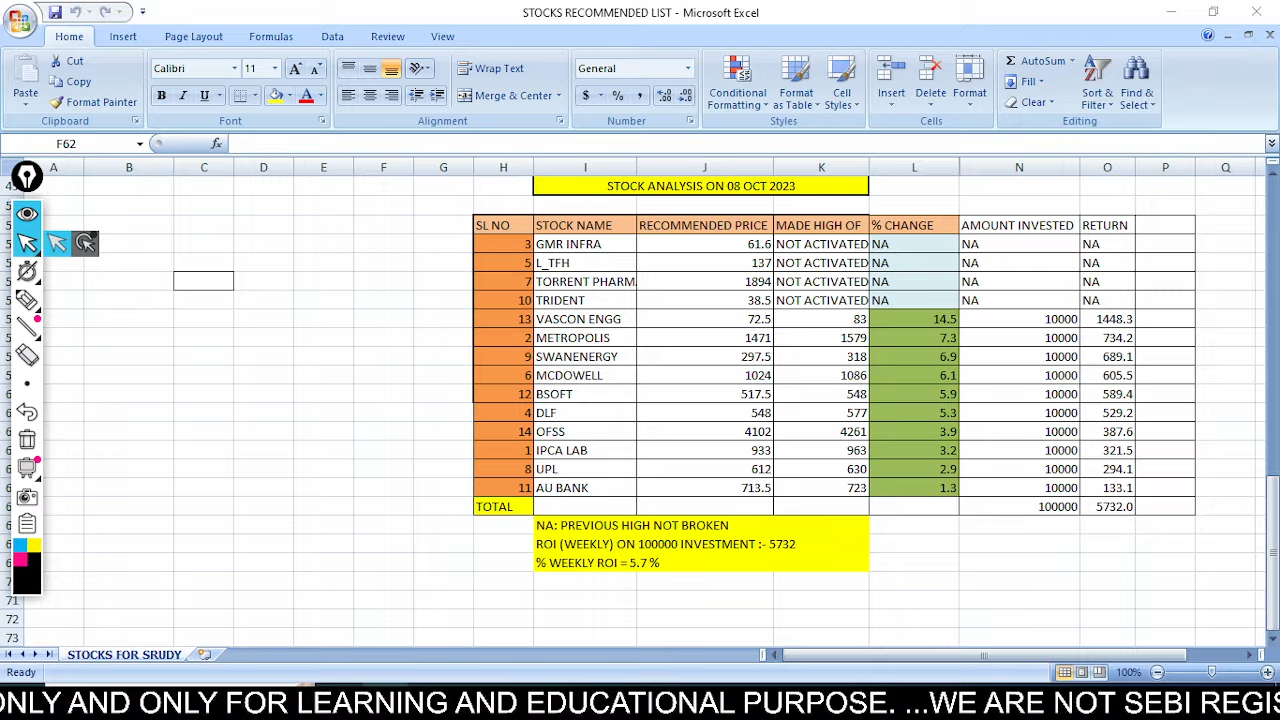 STOCKS RECOMMENDED LIST - Microsoft Excel
Home Insert Page Layout Formulas Data Review View
Paste Cut Copy Format Painter
Calibri 11
B I U A A A
Wrap Text
Merge & Center
General
$ % ,
Conditional Formatting
Format as Table
Cell Styles
Insert Delete Format
Σ AutoSum
Fill
Clear
Sort & Filter
Find & Select
Clipboard Font Alignment Number Styles Cells Editing
F62 fx
A B C D E F G H I J K L N O P Q
STOCK ANALYSIS ON 08 OCT 2023
SL NO STOCK NAME RECOMMENDED PRICE MADE HIGH OF % CHANGE AMOUNT INVESTED RETURN
3 GMR INFRA 61.6 NOT ACTIVATED NA NA NA
5 L_TFH 137 NOT ACTIVATED NA NA NA
7 TORRENT PHARM 1894 NOT ACTIVATED NA NA NA
10 TRIDENT 38.5 NOT ACTIVATED NA NA NA
13 VASCON ENGG 72.5 83 14.5 10000 1448.3
2 METROPOLIS 1471 1579 7.3 10000 734.2
9 SWANENERGY 297.5 318 6.9 10000 689.1
6 MCDOWELL 1024 1086 6.1 10000 605.5
12 BSOFT 517.5 548 5.9 10000 589.4
4 DLF 548 577 5.3 10000 529.2
14 OFSS 4102 4261 3.9 10000 387.6
1 IPCA LAB 933 963 3.2 10000 321.5
8 UPL 612 630 2.9 10000 294.1
11 AU BANK 713.5 723 1.3 10000 133.1
TOTAL 100000 5732.0
NA: PREVIOUS HIGH NOT BROKEN
ROI (WEEKLY) ON 100000 INVESTMENT :- 5732
% WEEKLY ROI = 5.7 %
71
72
73
STOCKS FOR SRUDY
Ready 100%
ONLY AND ONLY FOR LEARNING AND EDUCATIONAL PURPOSE. ...WE ARE NOT SEBI REGIS